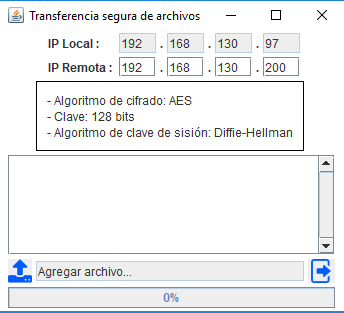 Transferencia segura de archivos
IP Local : 192 . 168 . 130 . 97
IP Remota : 192 . 168 . 130 . 200
- Algoritmo de cifrado: AES
- Clave: 128 bits
- Algoritmo de clave de sisión: Diffie-Hellman
Agregar archivo...
0%